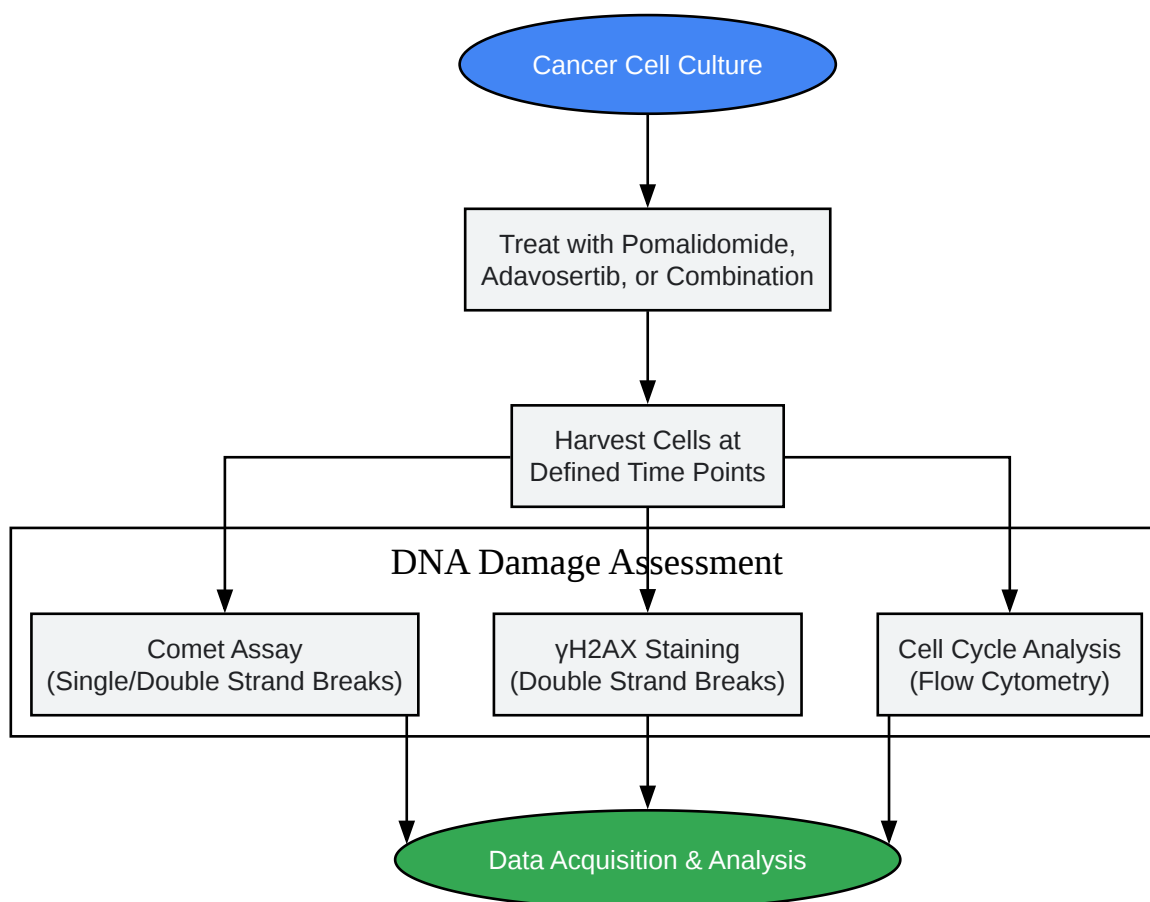 Cancer Cell Culture
Treat with Pomalidomide,
Adavosertib, or Combination
Harvest Cells at
Defined Time Points
DNA Damage Assessment
Comet Assay
(Single/Double Strand Breaks)
γH2AX Staining
(Double Strand Breaks)
Cell Cycle Analysis
(Flow Cytometry)
Data Acquisition & Analysis